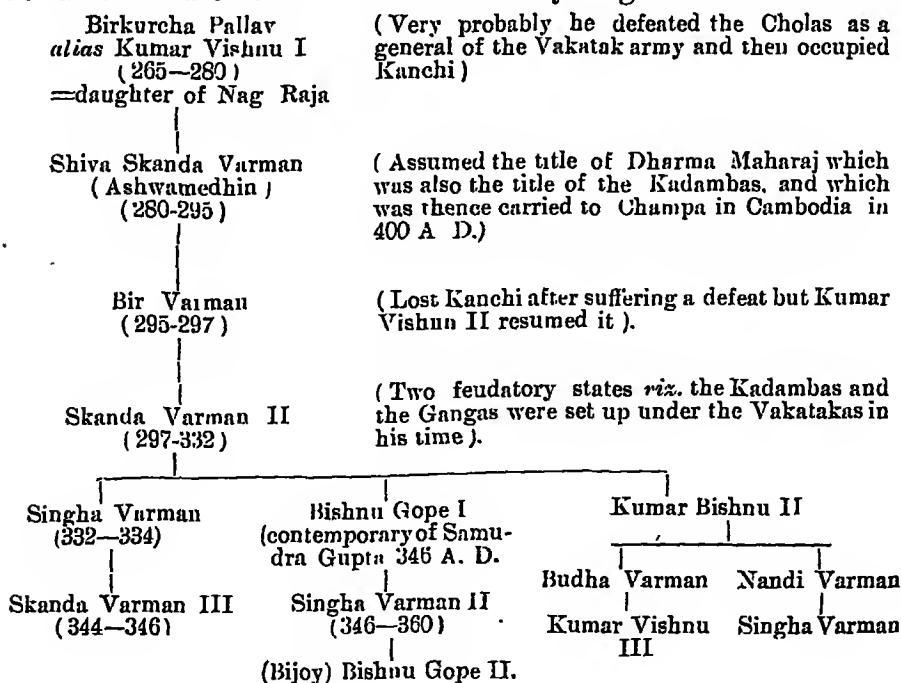 Birkurcha Pallav
alias Kumar Vishnu I
(265—280)
=daughter of Nag Raja
(Very probably he defeated the Cholas as a
general of the Vakatak army and then occupied
Kanchi)
Shiva Skanda Varman
(Ashwamedhin)
(280-295)
(Assumed the title of Dharma Maharaj which
was also the title of the Kadambas. and which
was thence carried to Champa in Cambodia in
400 A D.)
Bir Varman
(295-297)
(Lost Kanchi after suffering a defeat but Kumar
Vishnu II resumed it).
Skanda Varman II
(297-332)
(Two feudatory states viz. the Kadambas and
the Gangas were set up under the Vakatakas in
his time).
Singha Varman
(332—334)
Skanda Varman III
(344—346)
Bishnu Gope I
(contemporary of Samu-
dra Gupta 346 A. D.
Singha Varman II
(346—360)
(Bijoy) Bishnu Gope II.
Kumar Bishnu II
Budha Varman
Kumar Vishnu
III
Nandi Varman
Singha Varman